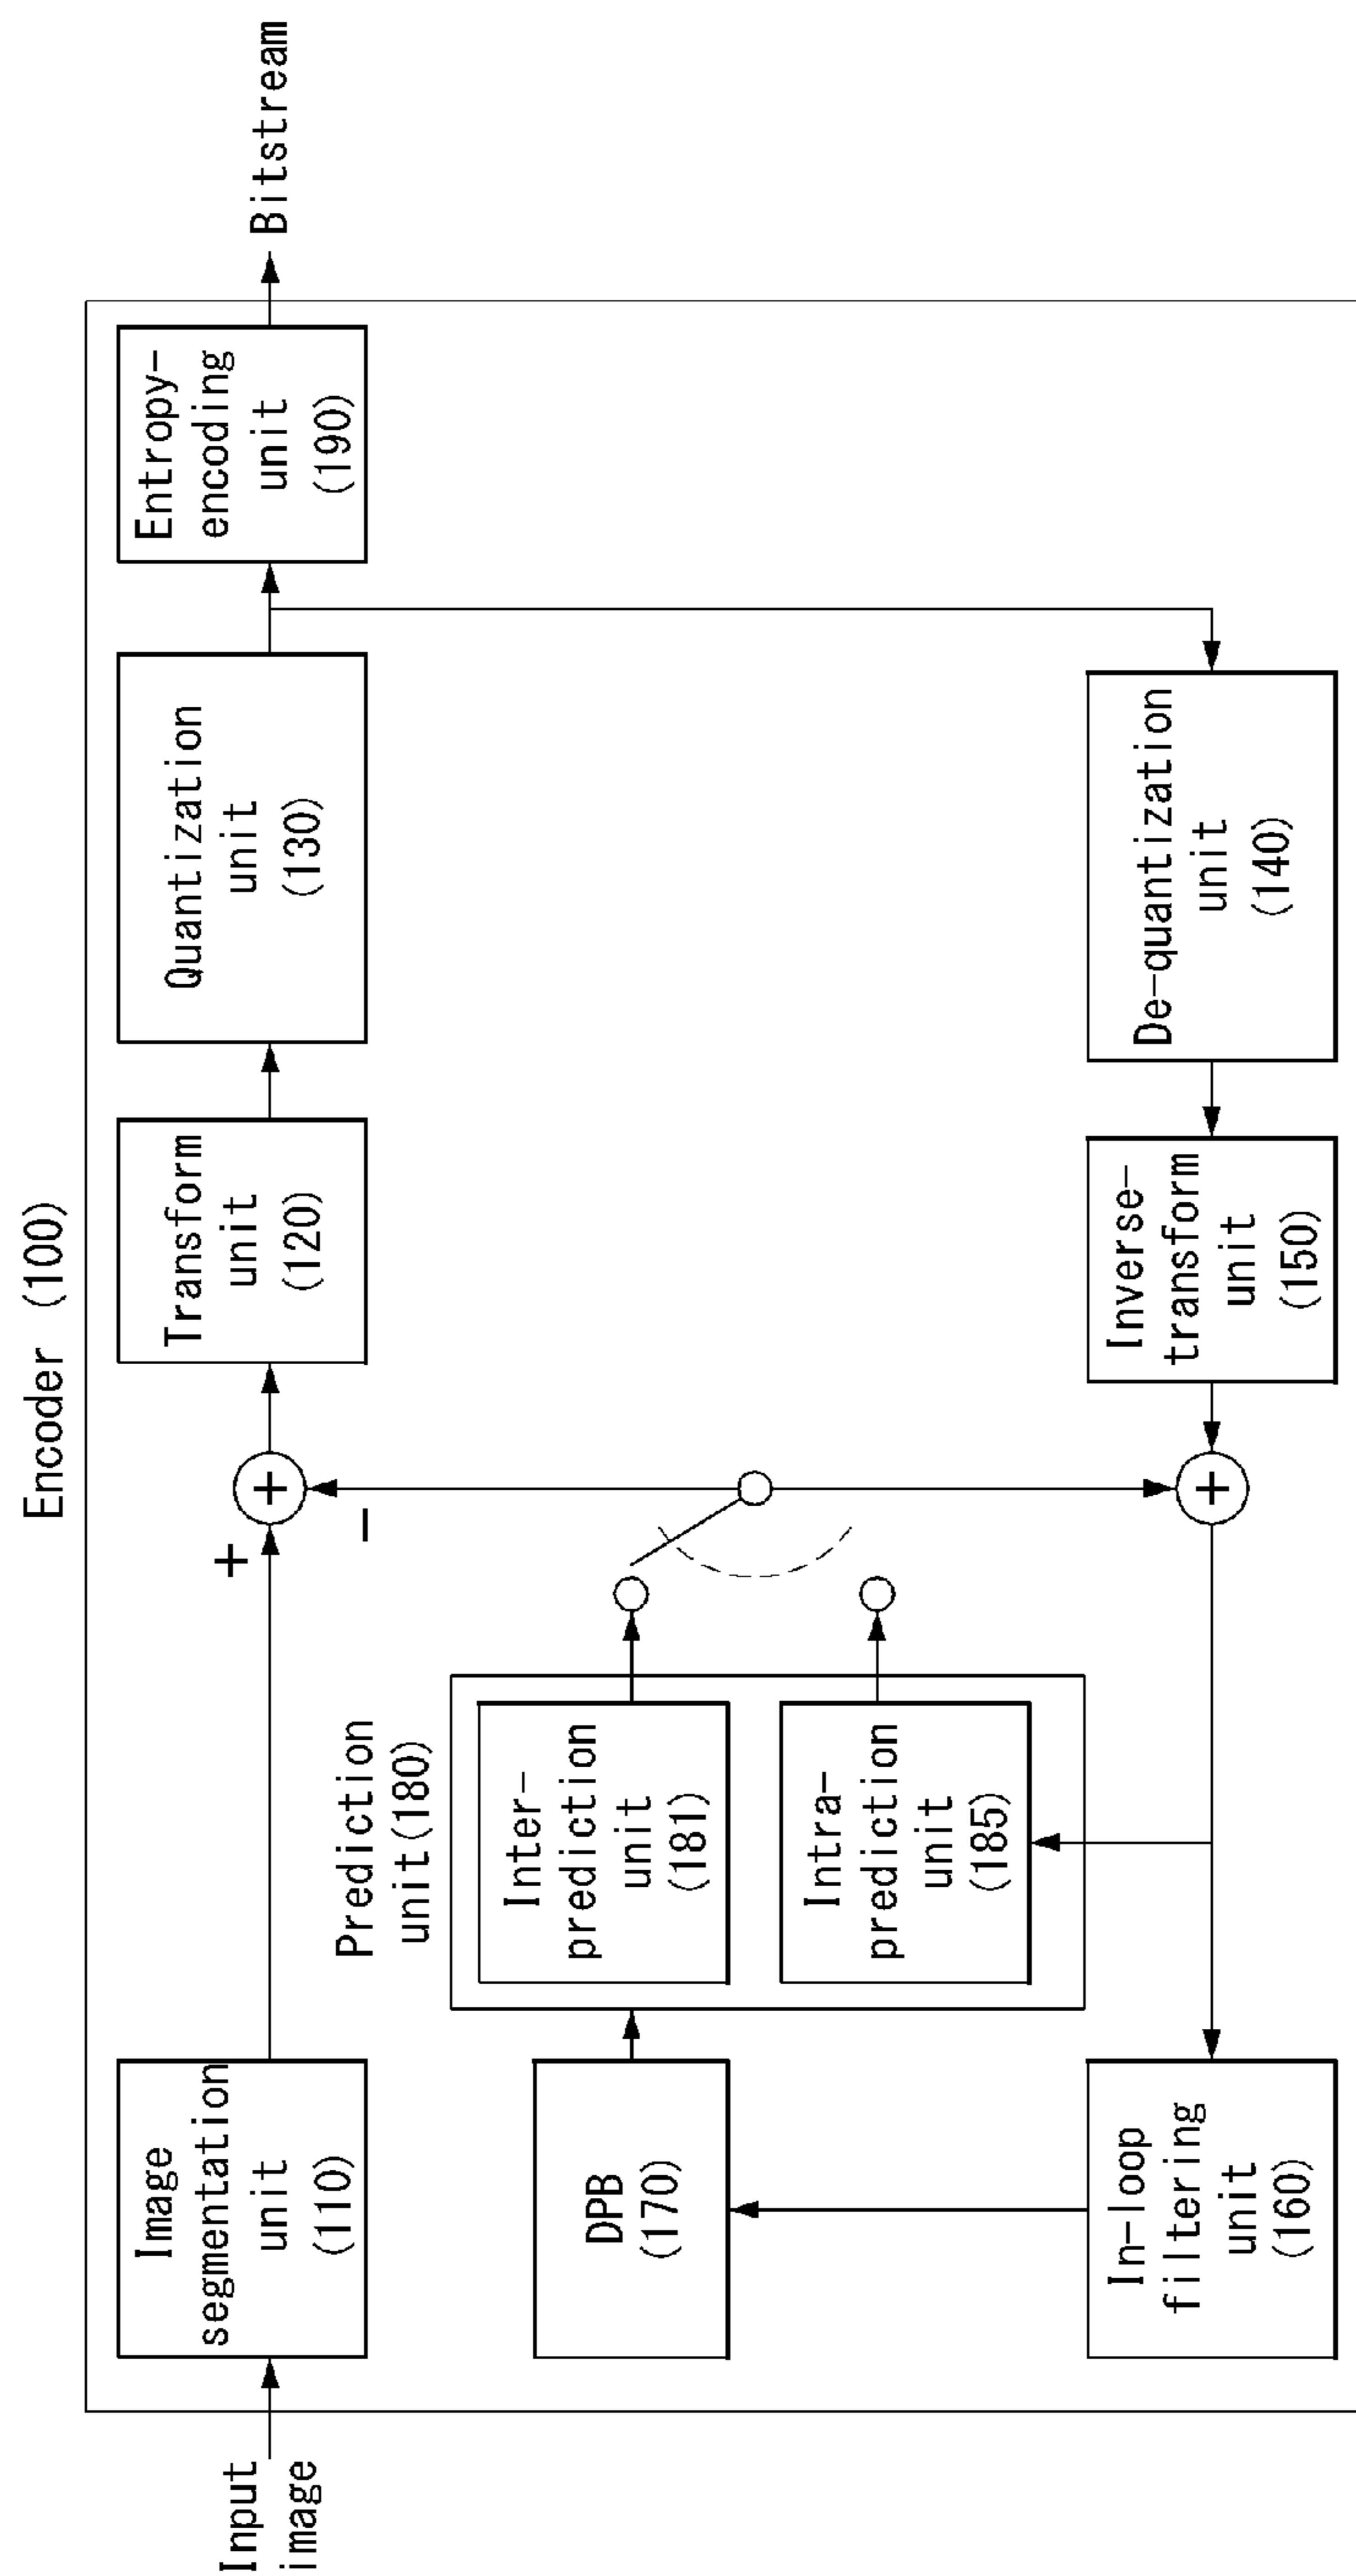 Encoder (100)
Input
image
Image
segmentation
unit
(110)
+
+
−
Transform
unit
(120)
Quantization
unit
(130)
Entropy-
encoding
unit
(190)
Bitstream
Prediction
unit(180)
DPB
(170)
Inter-
prediction
unit
(181)
Intra-
prediction
unit
(185)
In-loop
filtering
unit
(160)
+
Inverse-
transform
unit
(150)
De-quantization
unit
(140)